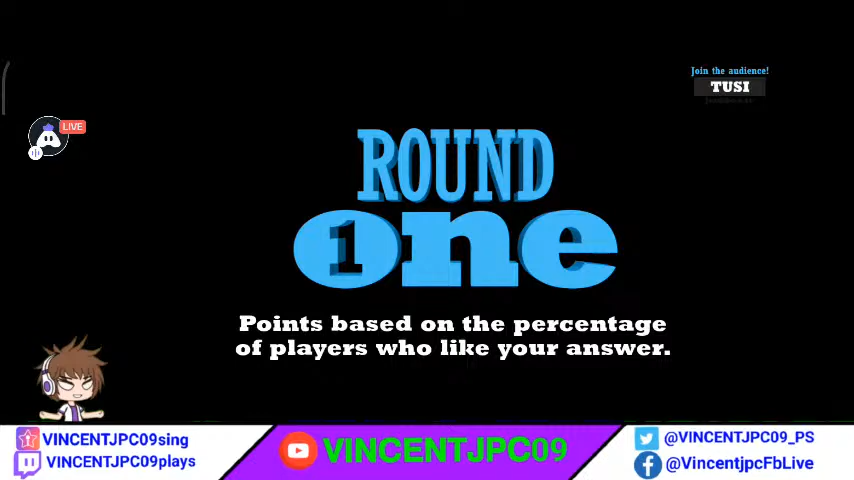 Join the audience!
TUSI
LIVE
ROUND
one
1
Points based on the percentage
of players who like your answer.
VINCENTJPC09sing
VINCENTJPC09plays
VINCENTJPC09
@VINCENTJPC09_PS
@VincentjpcFbLive